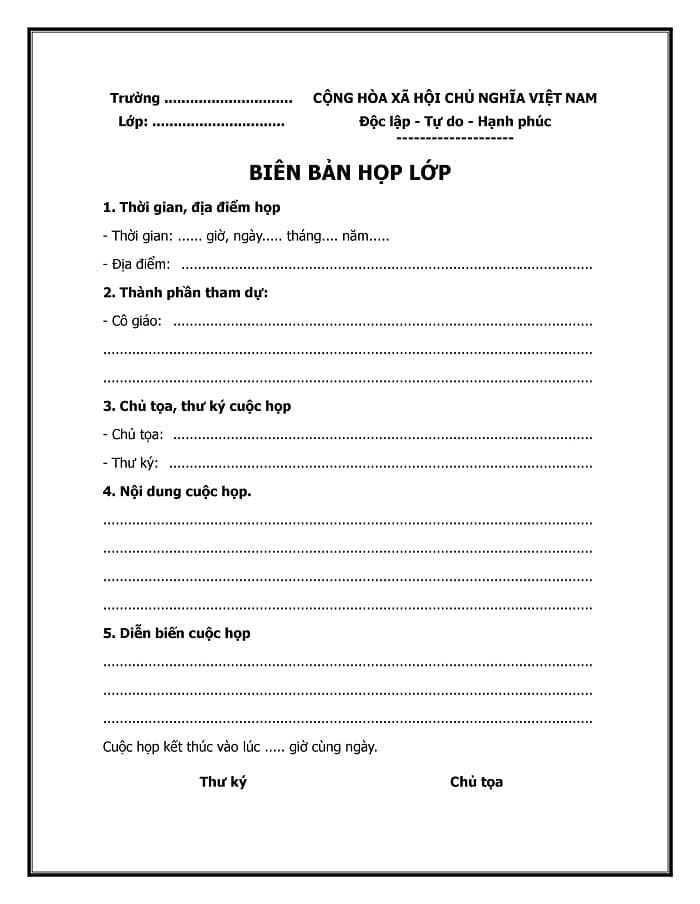 Trường .............................. CỘNG HÒA XÃ HỘI CHỦ NGHĨA VIỆT NAM
Lớp: ............................... Độc lập - Tự do - Hạnh phúc
--------------------
BIÊN BẢN HỌP LỚP
1. Thời gian, địa điểm họp
- Thời gian: ...... giờ, ngày..... tháng.... năm.....
- Địa điểm: ....................................................................................................
2. Thành phần tham dự:
- Cô giáo: ......................................................................................................
.......................................................................................................................
.......................................................................................................................
3. Chủ tọa, thư ký cuộc họp
- Chủ tọa: ......................................................................................................
- Thư ký: .......................................................................................................
4. Nội dung cuộc họp.
.......................................................................................................................
.......................................................................................................................
.......................................................................................................................
.......................................................................................................................
5. Diễn biến cuộc họp
.......................................................................................................................
.......................................................................................................................
.......................................................................................................................
Cuộc họp kết thúc vào lúc ..... giờ cùng ngày.
Thư ký Chủ tọa